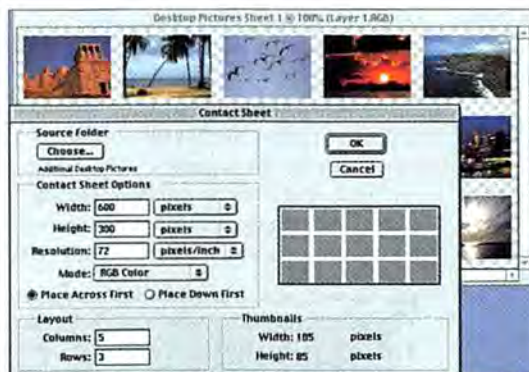 Desktop Pictures Sheet 1 @ 100% (Layer 1,RGB)
Contact Sheet
Source Folder
Choose...
Additional Desktop Pictures
OK
Cancel
Contact Sheet Options
Width: 600 pixels
Height: 300 pixels
Resolution: 72 pixels/inch
Mode: RGB Color
Place Across First Place Down First
Layout
Columns: 5
Rows: 3
Thumbnails
Width: 105 pixels
Height: 85 pixels